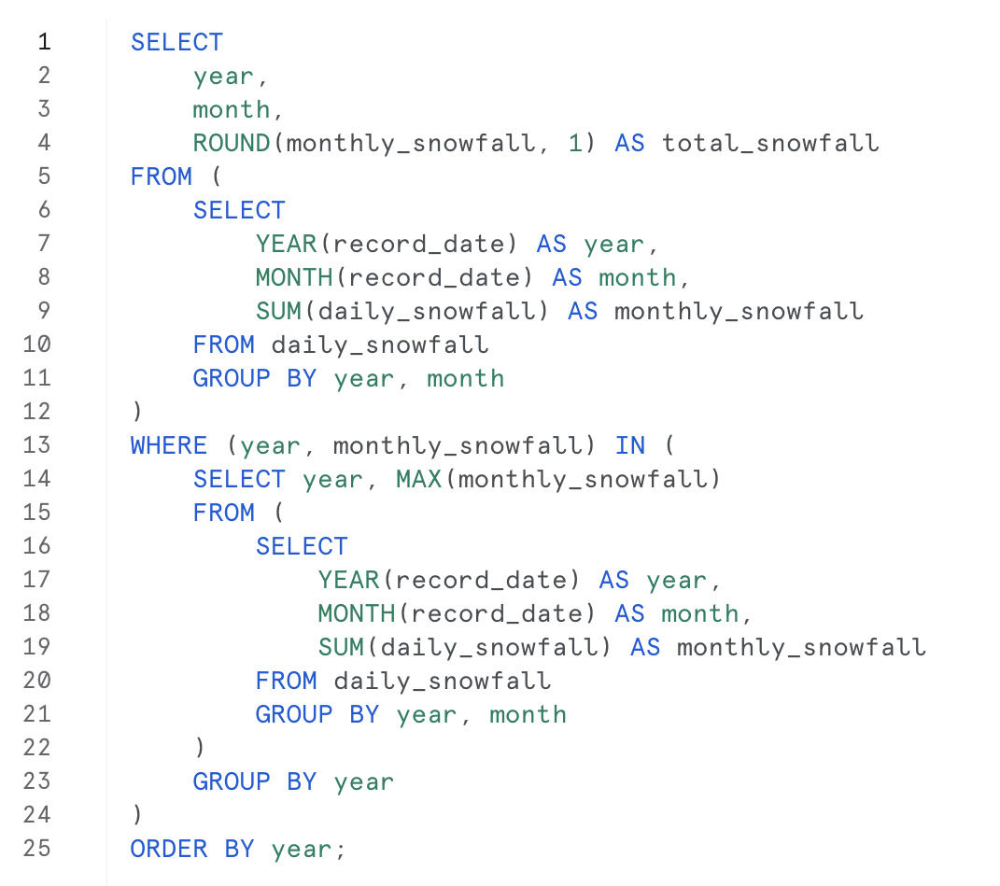 1 SELECT
2     year,
3     month,
4     ROUND(monthly_snowfall, 1) AS total_snowfall
5 FROM (
6     SELECT
7         YEAR(record_date) AS year,
8         MONTH(record_date) AS month,
9         SUM(daily_snowfall) AS monthly_snowfall
10     FROM daily_snowfall
11     GROUP BY year, month
12 )
13 WHERE (year, monthly_snowfall) IN (
14     SELECT year, MAX(monthly_snowfall)
15     FROM (
16         SELECT
17             YEAR(record_date) AS year,
18             MONTH(record_date) AS month,
19             SUM(daily_snowfall) AS monthly_snowfall
20         FROM daily_snowfall
21         GROUP BY year, month
22     )
23     GROUP BY year
24 )
25 ORDER BY year;